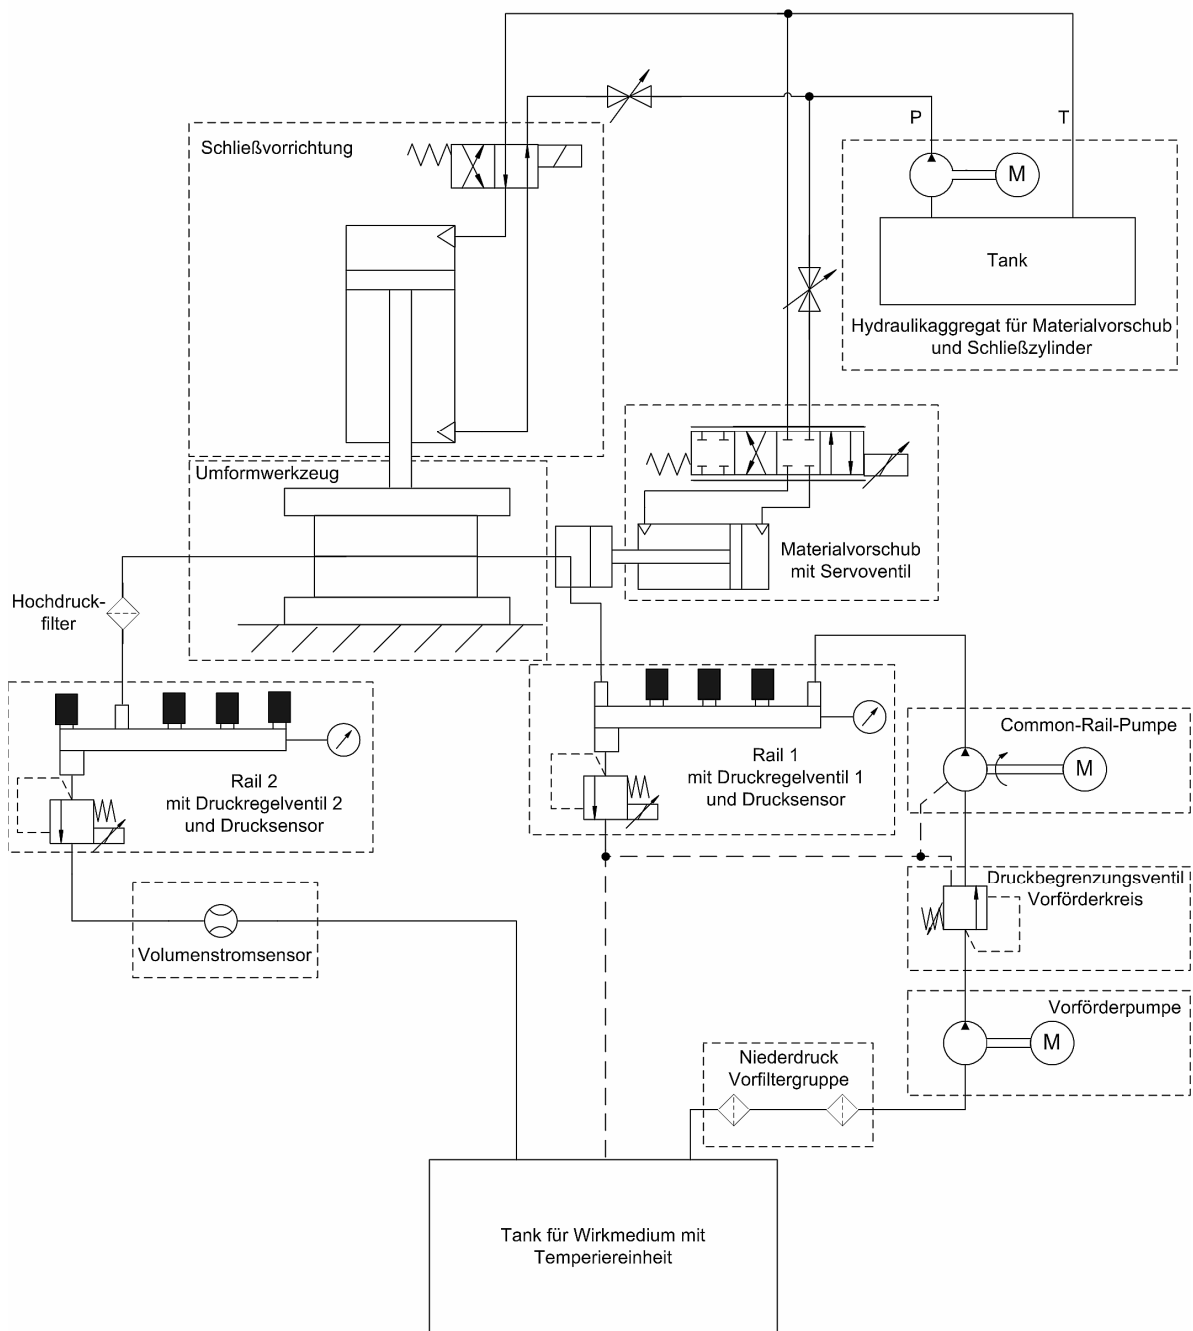 P
T
Schließvorrichtung
M
Tank
Hydraulikaggregat für Materialvorschub
und Schließzylinder
Umformwerkzeug
Materialvorschub
mit Servoventil
Hochdruck-
filter
Common-Rail-Pumpe
M
Rail 2
mit Druckregelventil 2
und Drucksensor
Rail 1
mit Druckregelventil 1
und Drucksensor
Druckbegrenzungsventil
Vorförderkreis
Volumenstromsensor
Vorförderpumpe
M
Niederdruck
Vorfiltergruppe
Tank für Wirkmedium mit
Temperiereinheit